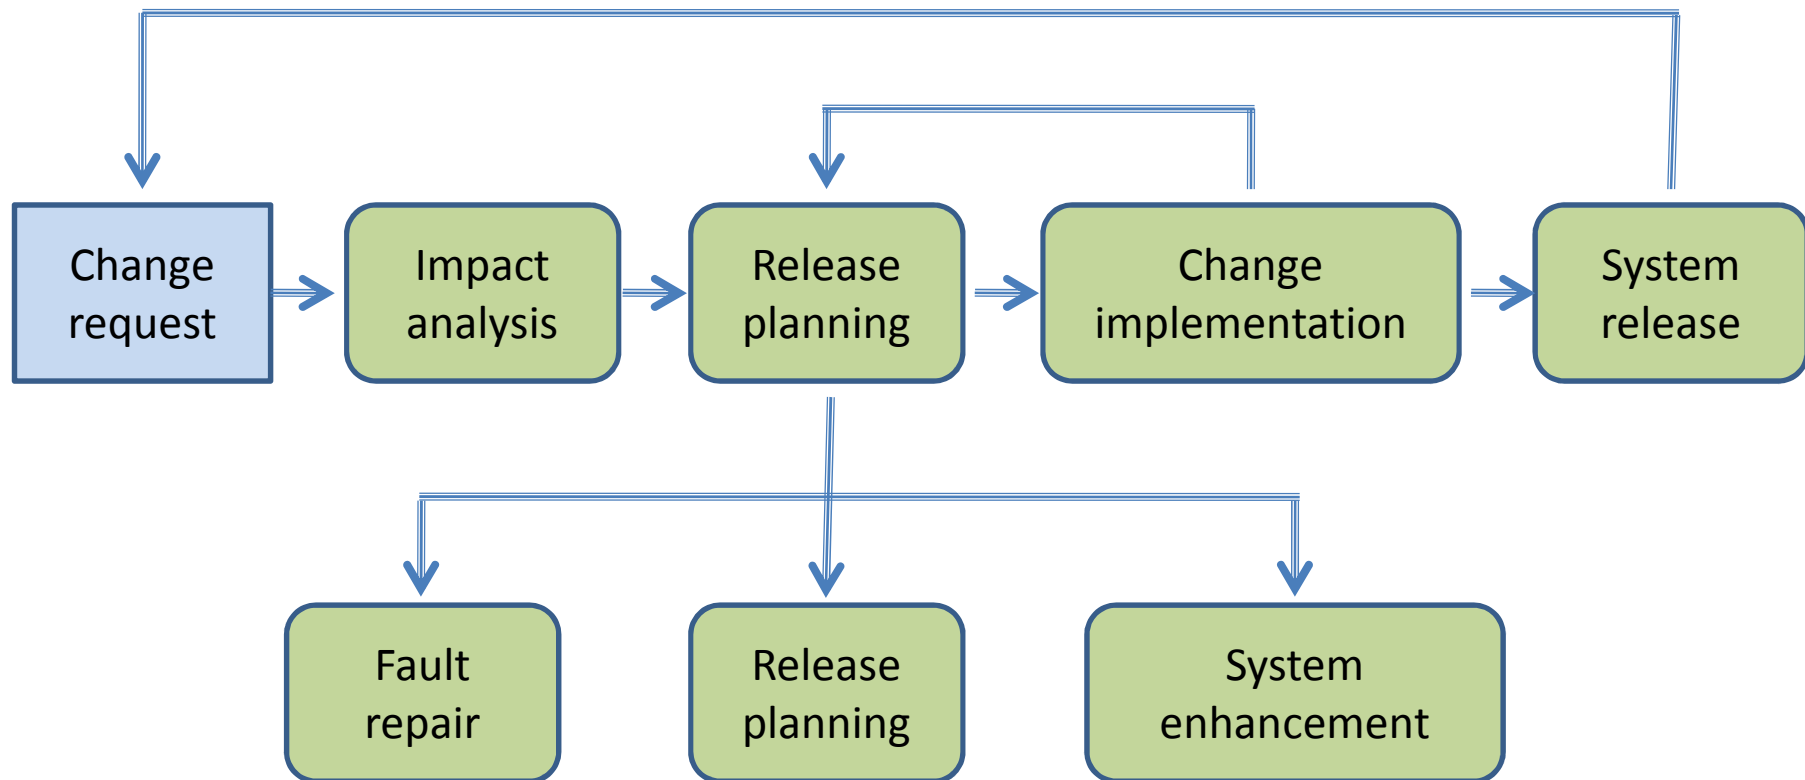 Change
request
Impact
analysis
Release
planning
Change
implementation
System
release
Fault
repair
Release
planning
System
enhancement